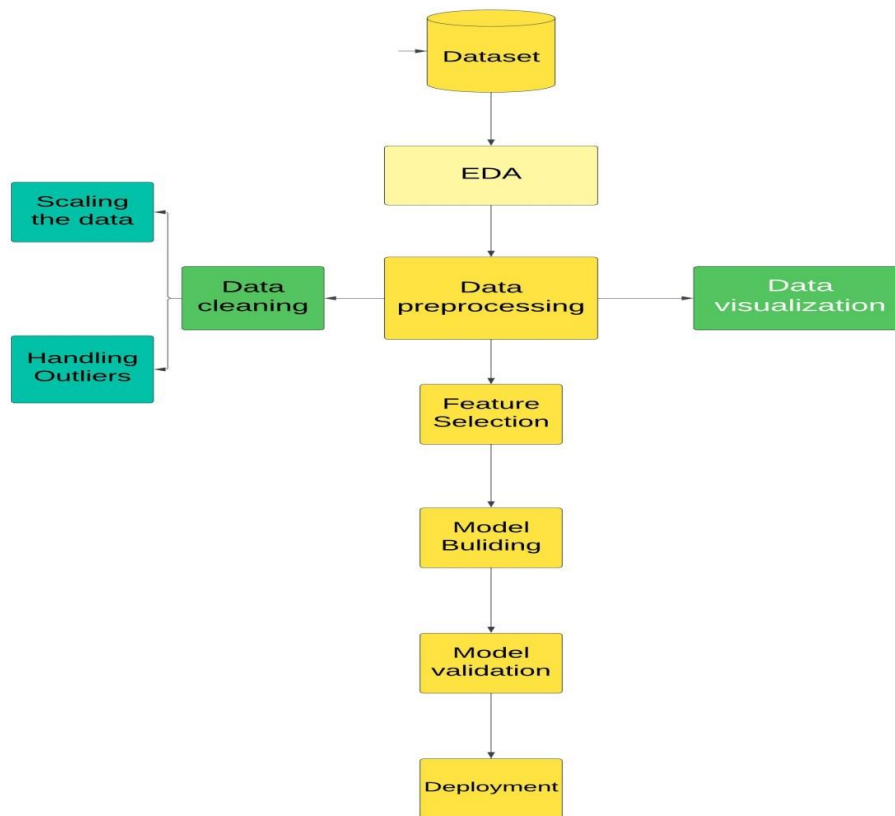 Dataset
EDA
Scaling
the data
Data
cleaning
Data
preprocessing
Data
visualization
Handling
Outliers
Feature
Selection
Model
Buliding
Model
validation
Deployment